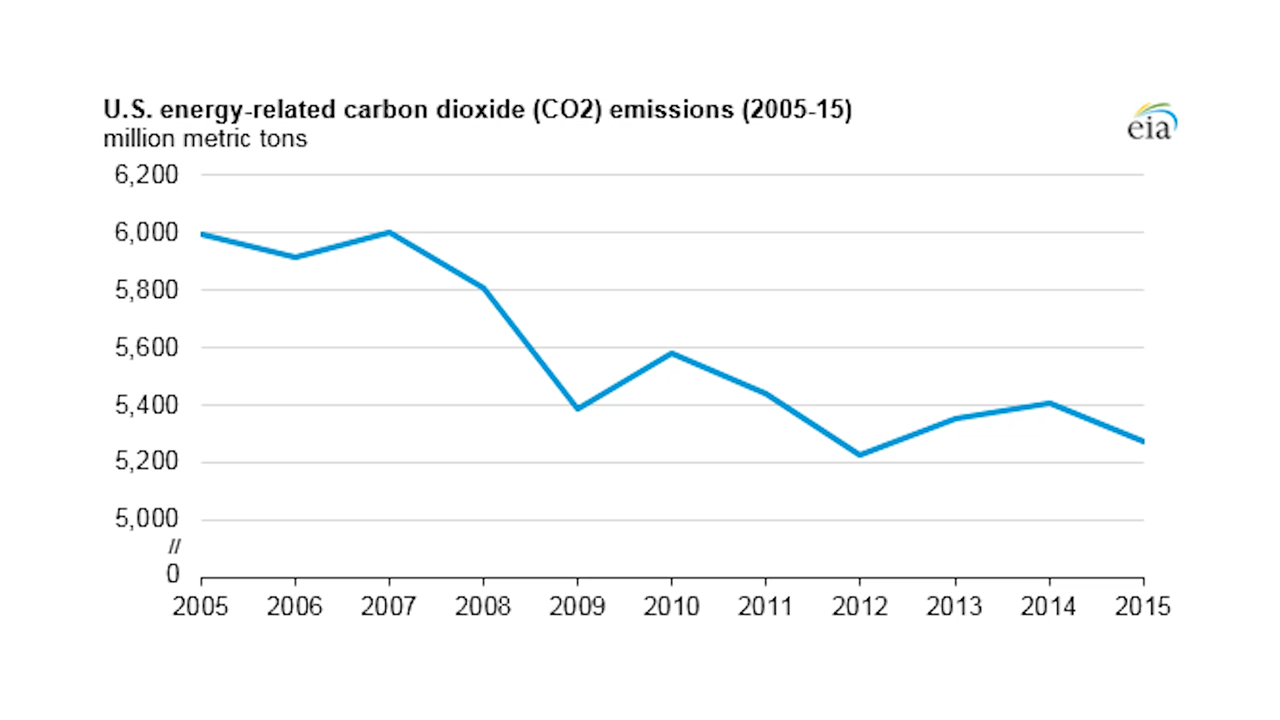 U.S. energy-related carbon dioxide (CO2) emissions (2005-15)
million metric tons
eia
6,200
6,000
5,800
5,600
5,400
5,200
5,000
//
0
2005 2006 2007 2008 2009 2010 2011 2012 2013 2014 2015